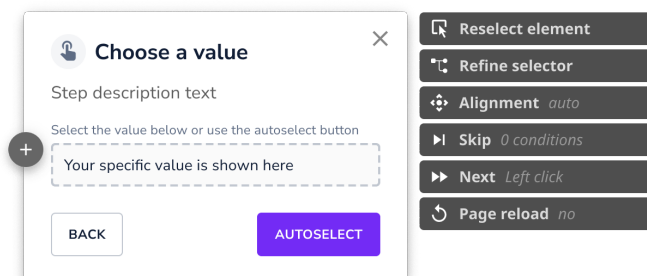 Choose a value
Step description text
Select the value below or use the autoselect button
Your specific value is shown here
BACK
AUTOSELECT
Reselect element
Refine selector
Alignment auto
Skip 0 conditions
Next Left click
Page reload no